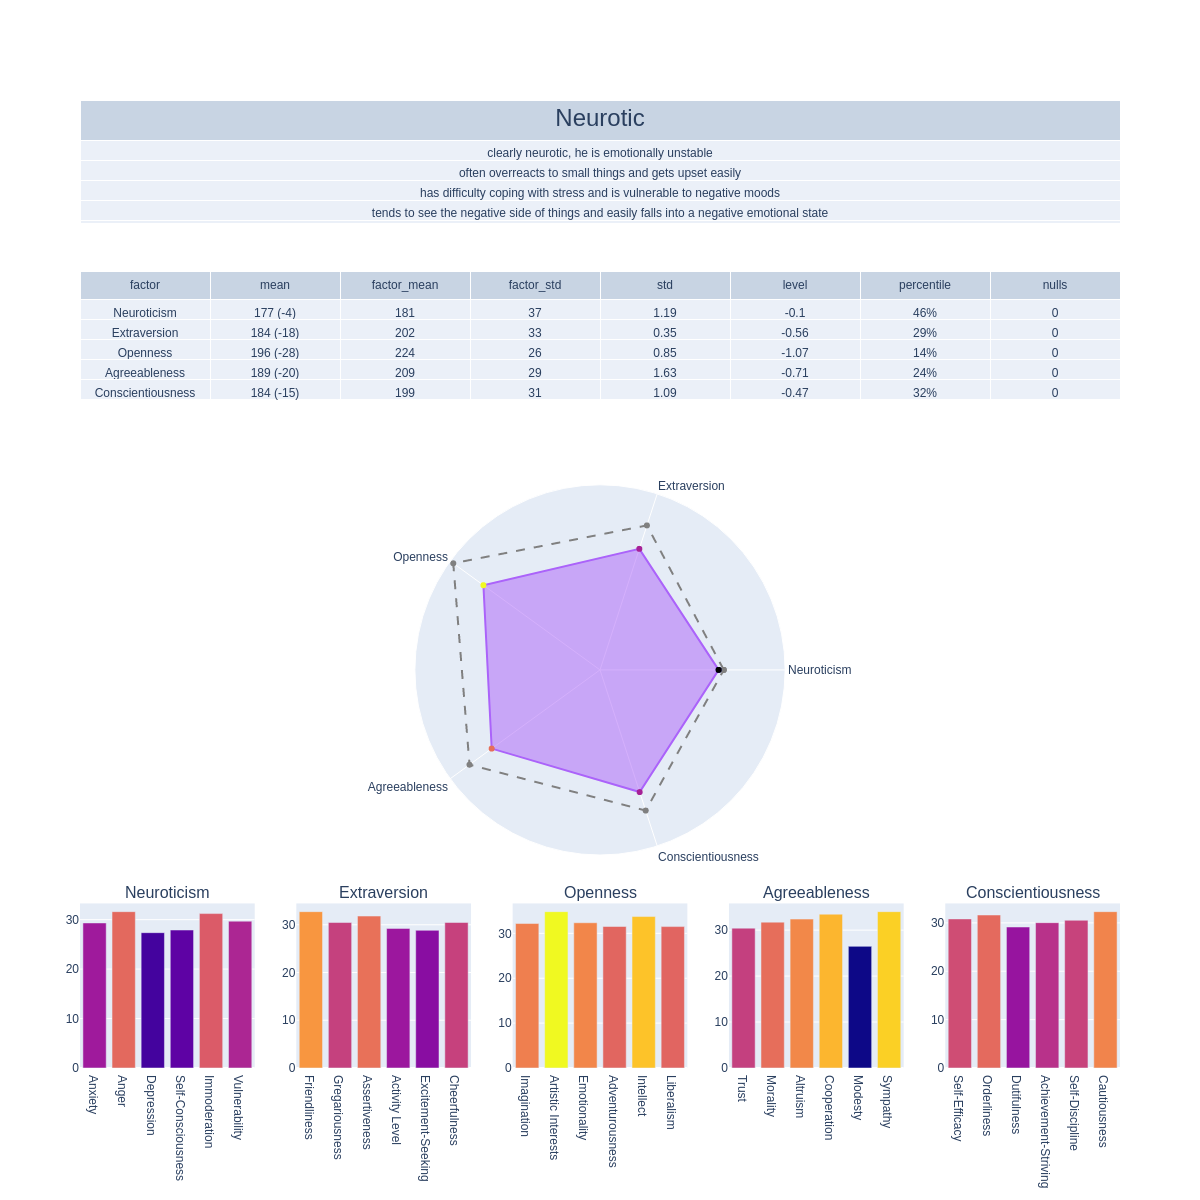 Neurotic
clearly neurotic, he is emotionally unstable
often overreacts to small things and gets upset easily
has difficulty coping with stress and is vulnerable to negative moods
tends to see the negative side of things and easily falls into a negative emotional state
factor mean factor_mean factor_std std level percentile nulls
Neuroticism 177 (-4) 181 37 1.19 -0.1 46% 0
Extraversion 184 (-18) 202 33 0.35 -0.56 29% 0
Openness 196 (-28) 224 26 0.85 -1.07 14% 0
Agreeableness 189 (-20) 209 29 1.63 -0.71 24% 0
Conscientiousness 184 (-15) 199 31 1.09 -0.47 32% 0
Extraversion
Openness
Neuroticism
Agreeableness
Conscientiousness
Neuroticism
30
20
10
0
Anxiety
Anger
Depression
Self-Consciousness
Immoderation
Vulnerability
Extraversion
30
20
10
0
Friendliness
Gregariousness
Assertiveness
Activity Level
Excitement-Seeking
Cheerfulness
Openness
30
20
10
0
Imagination
Artistic Interests
Emotionality
Adventurousness
Intellect
Liberalism
Agreeableness
30
20
10
0
Trust
Morality
Altruism
Cooperation
Modesty
Sympathy
Conscientiousness
30
20
10
0
Self-Efficacy
Orderliness
Dutifulness
Achievement-Striving
Self-Discipline
Cautiousness